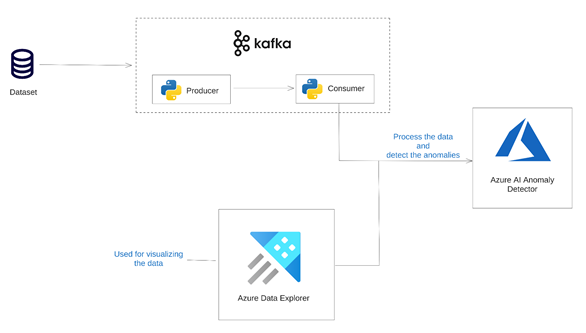 kafka
Dataset
Producer
Consumer
Process the data
and
detect the anomalies
Azure AI Anomaly
Detector
Used for visualizing
the data
Azure Data Explorer